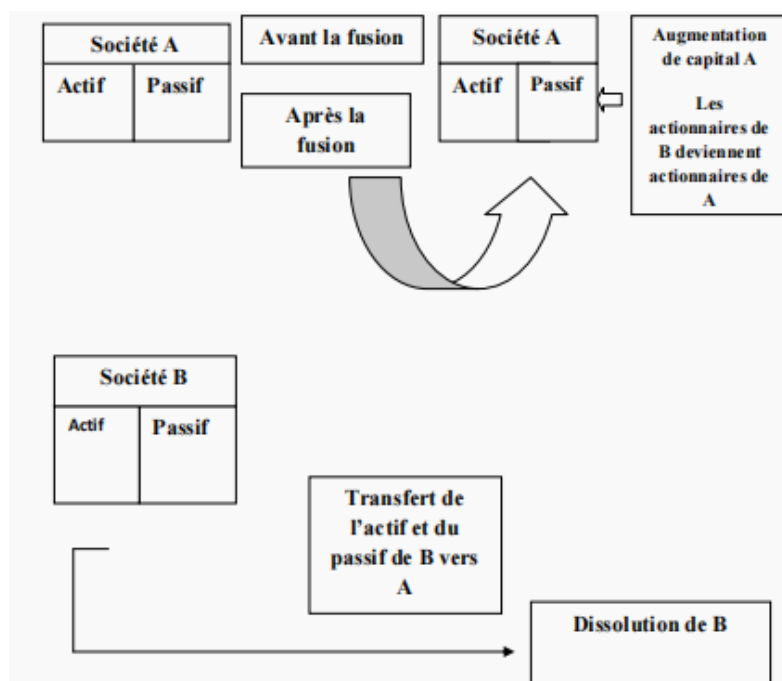 Société A
Actif
Passif
Avant la fusion
Après la
fusion
Société A
Actif
Passif
Augmentation
de capital A
Les
actionnaires de
B deviennent
actionnaires de
A
Société B
Actif
Passif
Transfert de
l'actif et du
passif de B vers
A
Dissolution de B